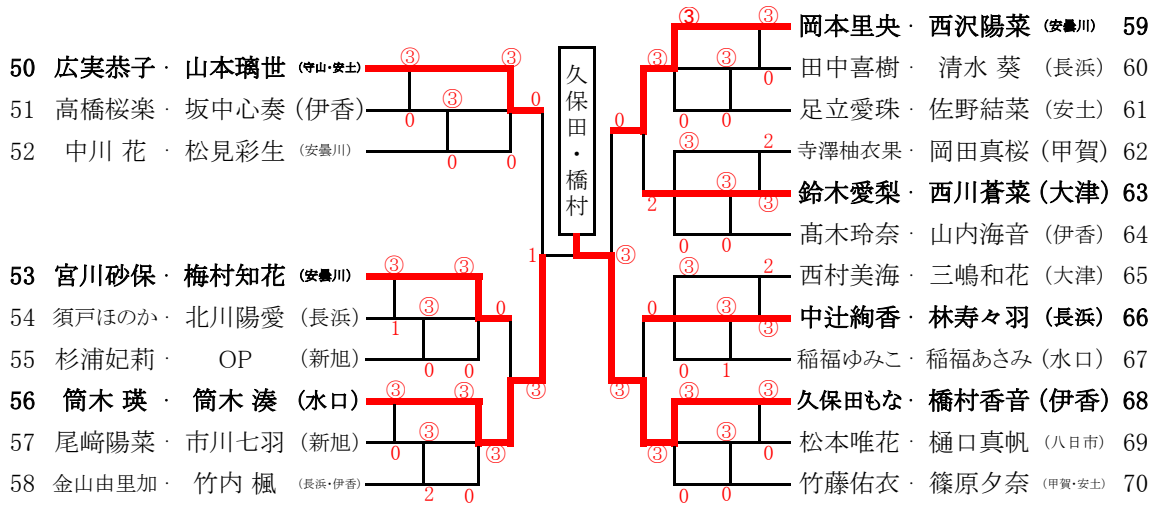 ③ ③ 岡本里央 ・ 西沢陽菜 (安曇川) 59
50 広実恭子 ・ 山本璃世 (守山・安土) ③ ③ ③ 0 田中喜樹 ・ 清水 葵 (長浜) 60
51 高橋桜楽 ・ 坂中心奏 (伊香) 0 ③ 0 0 0 0 足立愛珠 ・ 佐野結菜 (安土) 61
52 中川 花 ・ 松見彩生 (安曇川) 0 0 ③ 2 寺澤柚衣果 ・ 岡田真桜 (甲賀) 62
久保田・橋村
2 ③ ③ 鈴木愛梨 ・ 西川蒼菜 (大津) 63
0 0 髙木玲奈 ・ 山内海音 (伊香) 64
1 ③
53 宮川砂保 ・ 梅村知花 (安曇川) ③ ③ ③ 2 西村美海 ・ 三嶋和花 (大津) 65
54 須戸ほのか ・ 北川陽愛 (長浜) 1 ③ 0 0 ③ ③ 中辻絢香 ・ 林寿々羽 (長浜) 66
55 杉浦妃莉 ・ OP (新旭) 0 0 0 1 稲福ゆみこ ・ 稲福あさみ (水口) 67
56 筒木 瑛 ・ 筒木 湊 (水口) ③ ③ ③ ③ ③ ③ 久保田もな ・ 橋村香音 (伊香) 68
57 尾﨑陽菜 ・ 市川七羽 (新旭) 0 ③ ③ ③ ③ 0 松本唯花 ・ 樋口真帆 (八日市) 69
58 金山由里加 ・ 竹内 楓 (長浜・伊香) 2 0 0 0 竹藤佑衣 ・ 篠原夕奈 (甲賀・安土) 70